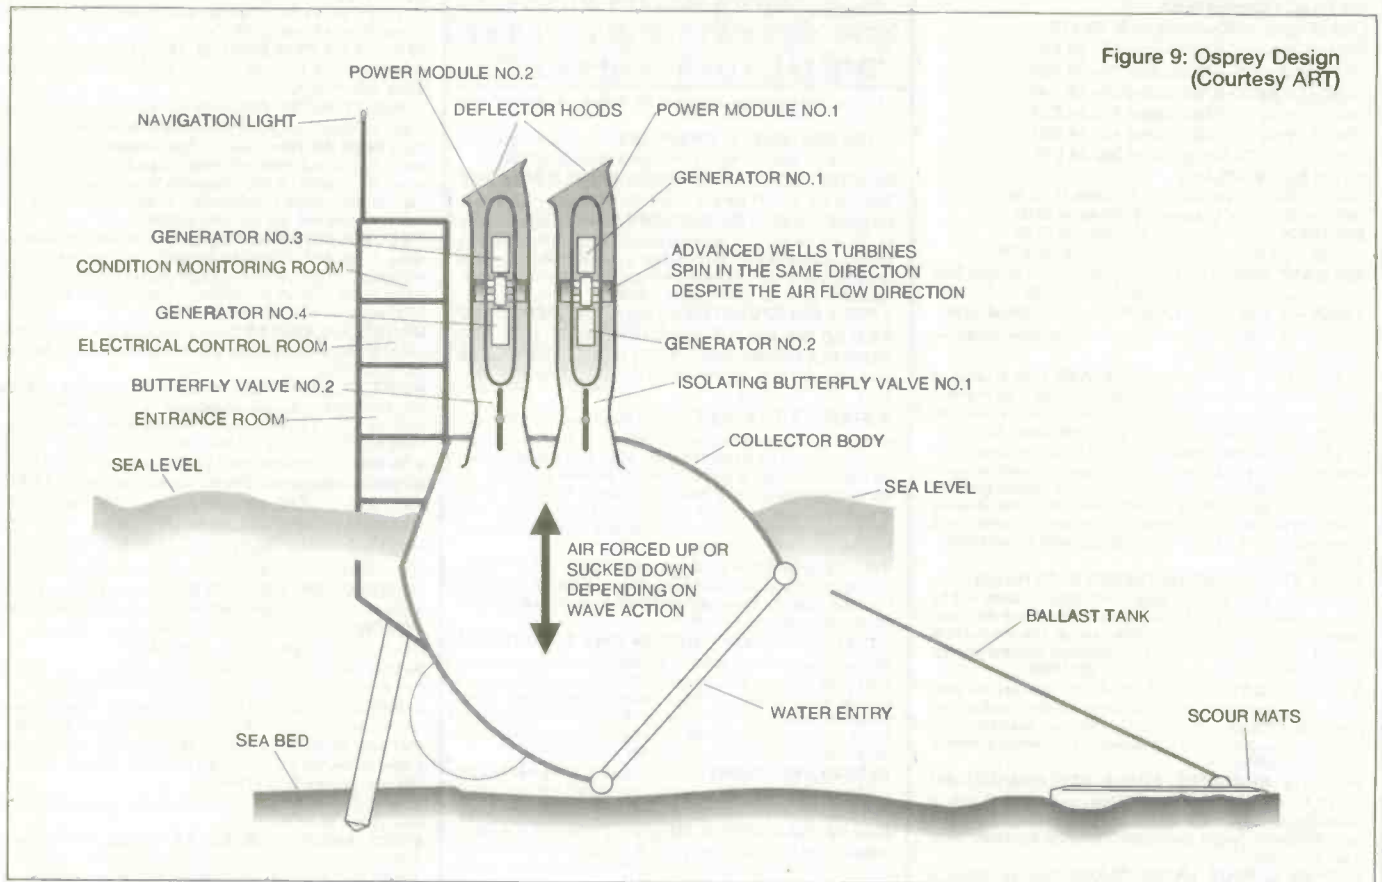 Figure 9: Osprey Design
(Courtesy ART)
POWER MODULE NO.2
DEFLECTOR HOODS
POWER MODULE NO.1
NAVIGATION LIGHT
GENERATOR NO.1
GENERATOR NO.3
CONDITION MONITORING ROOM
ADVANCED WELLS TURBINES
SPIN IN THE SAME DIRECTION
DESPITE THE AIR FLOW DIRECTION
GENERATOR NO.4
ELECTRICAL CONTROL ROOM
GENERATOR NO.2
BUTTERFLY VALVE NO.2
ISOLATING BUTTERFLY VALVE NO.1
ENTRANCE ROOM
COLLECTOR BODY
SEA LEVEL
SEA LEVEL
AIR FORCED UP OR
SUCKED DOWN
DEPENDING ON
WAVE ACTION
BALLAST TANK
WATER ENTRY
SCOUR MATS
SEA BED